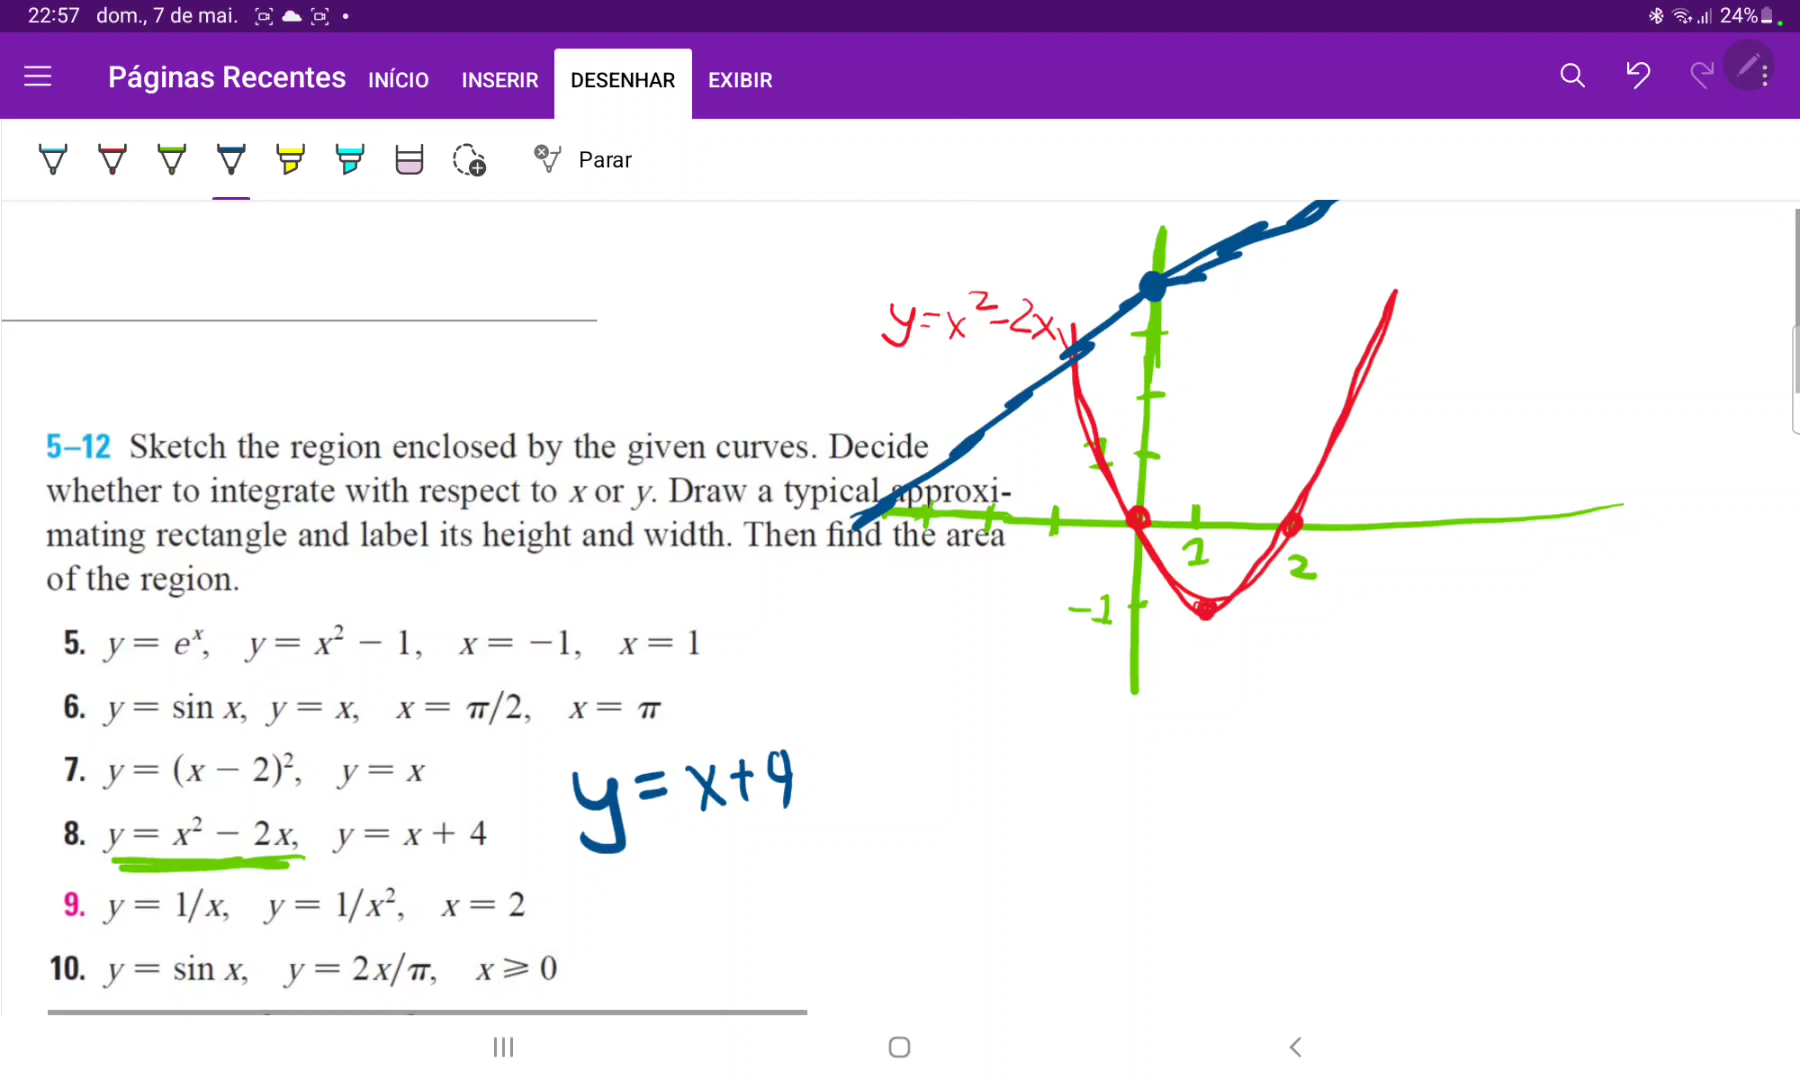 22:57 dom., 7 de mai. 24%
Páginas Recentes INÍCIO INSERIR DESENHAR EXIBIR
Parar
y=x²-2x
5–12 Sketch the region enclosed by the given curves. Decide
whether to integrate with respect to x or y. Draw a typical approxi-
mating rectangle and label its height and width. Then find the area
of the region.
1
2
-1
5. y = eˣ, y = x² − 1, x = −1, x = 1
6. y = sin x, y = x, x = π/2, x = π
7. y = (x − 2)², y = x
y=x+4
8. y = x² − 2x, y = x + 4
9. y = 1/x, y = 1/x², x = 2
10. y = sin x, y = 2x/π, x ⩾ 0